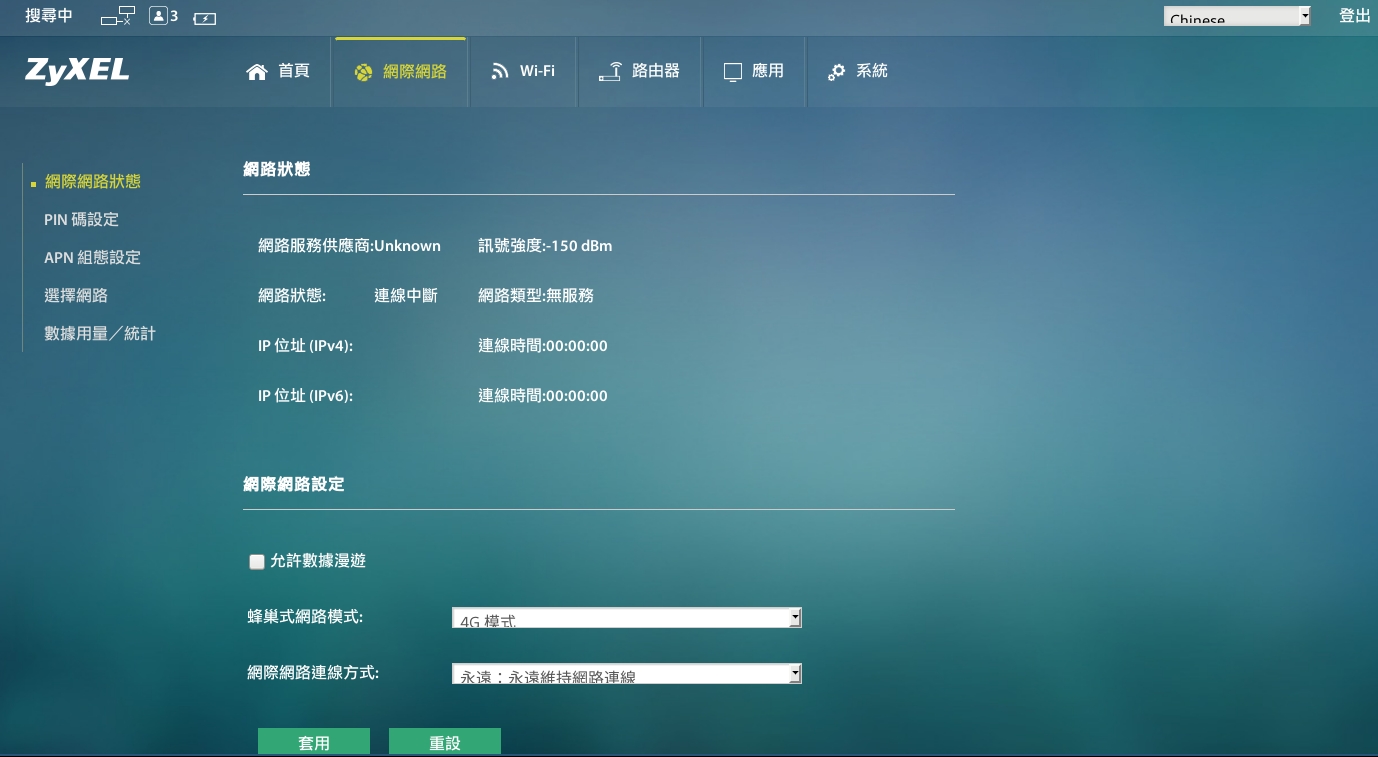 搜尋中 3 Chinese 登出
ZyXEL 首頁 網際網路 Wi-Fi 路由器 應用 系統
網際網路狀態
PIN 碼設定
APN 組態設定
選擇網路
數據用量／統計
網路狀態
網路服務供應商:Unknown 訊號強度:-150 dBm
網路狀態: 連線中斷 網路類型:無服務
IP 位址 (IPv4): 連線時間:00:00:00
IP 位址 (IPv6): 連線時間:00:00:00
網際網路設定
允許數據漫遊
蜂巢式網路模式: 4G 模式
網際網路連線方式: 永遠：永遠維持網路連線
套用 重設